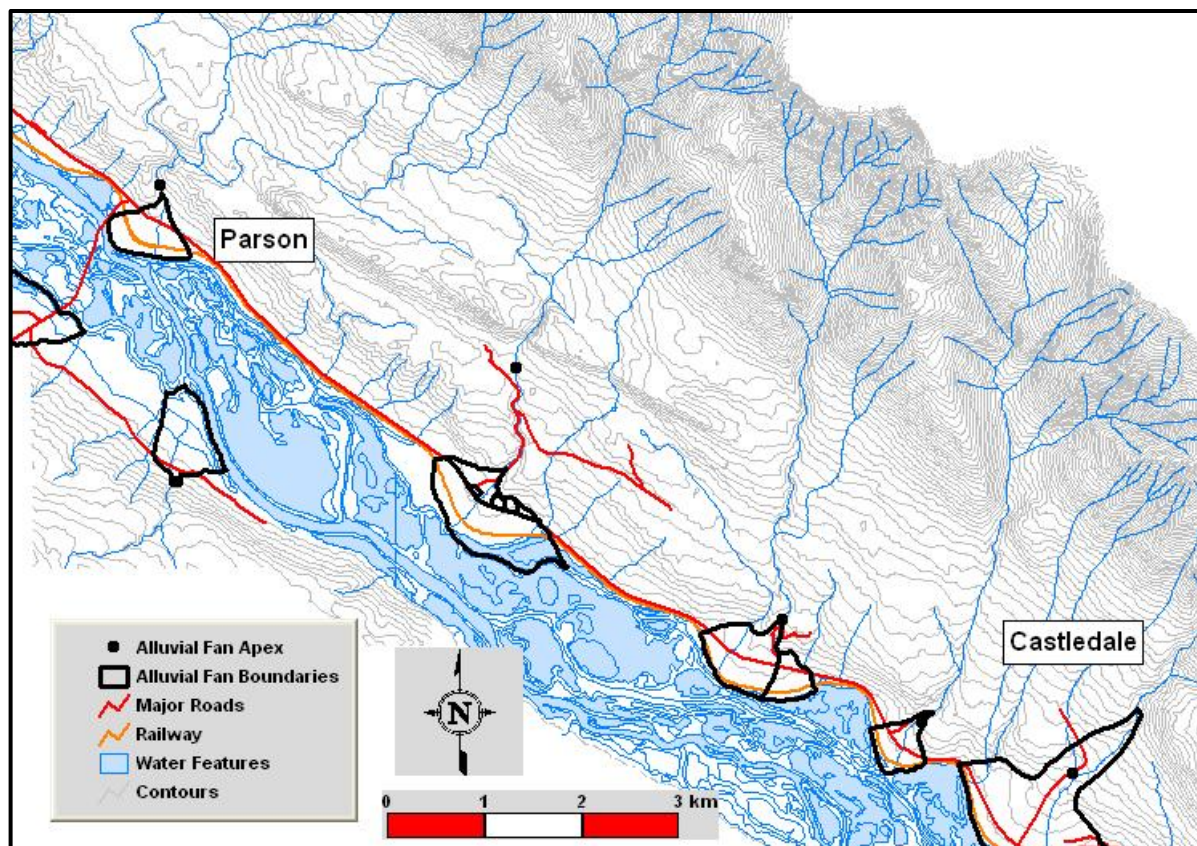 Parson
Castledale
Alluvial Fan Apex
Alluvial Fan Boundaries
Major Roads
Railway
Water Features
Contours
N
0 1 2 3 km